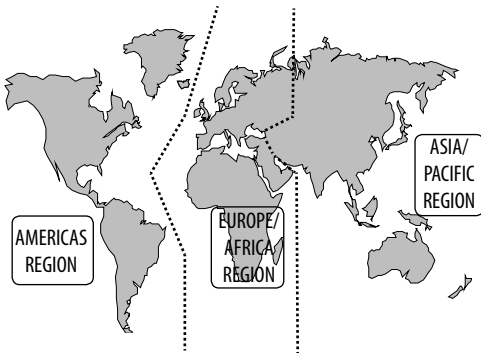 AMERICAS
REGION
EUROPE/
AFRICA
REGION
ASIA/
PACIFIC
REGION